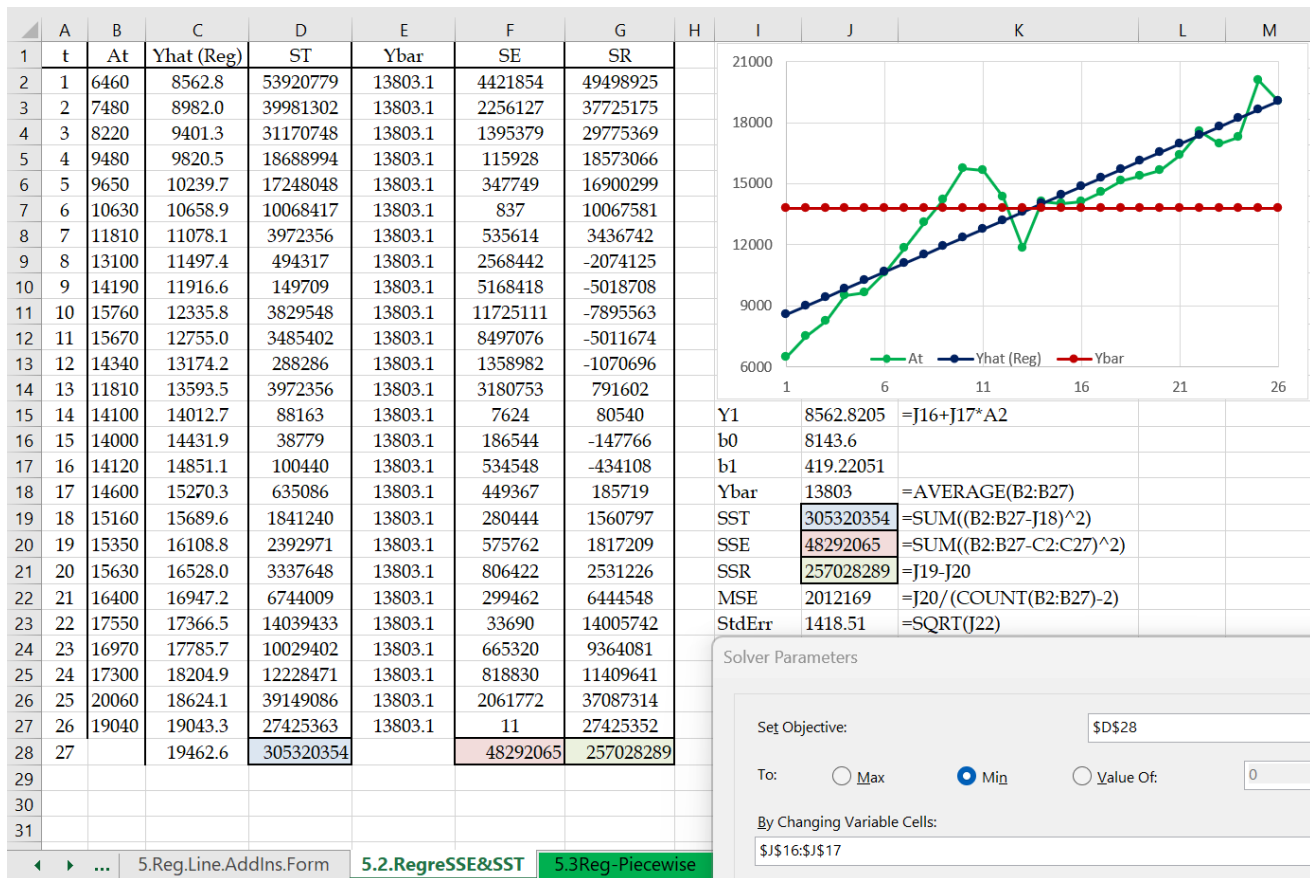 A B C D E F G H I J K L M
1 t At Yhat (Reg) ST Ybar SE SR
2 1 6460 8562.8 53920779 13803.1 4421854 49498925
3 2 7480 8982.0 39981302 13803.1 2256127 37725175
4 3 8220 9401.3 31170748 13803.1 1395379 29775369
5 4 9480 9820.5 18688994 13803.1 115928 18573066
6 5 9650 10239.7 17248048 13803.1 347749 16900299
7 6 10630 10658.9 10068417 13803.1 837 10067581
8 7 11810 11078.1 3972356 13803.1 535614 3436742
9 8 13100 11497.4 494317 13803.1 2568442 -2074125
10 9 14190 11916.6 149709 13803.1 5168418 -5018708
11 10 15760 12335.8 3829548 13803.1 11725111 -7895563
12 11 15670 12755.0 3485402 13803.1 8497076 -5011674
13 12 14340 13174.2 288286 13803.1 1358982 -1070696
14 13 11810 13593.5 3972356 13803.1 3180753 791602
15 14 14100 14012.7 88163 13803.1 7624 80540
16 15 14000 14431.9 38779 13803.1 186544 -147766
17 16 14120 14851.1 100440 13803.1 534548 -434108
18 17 14600 15270.3 635086 13803.1 449367 185719
19 18 15160 15689.6 1841240 13803.1 280444 1560797
20 19 15350 16108.8 2392971 13803.1 575762 1817209
21 20 15630 16528.0 3337648 13803.1 806422 2531226
22 21 16400 16947.2 6744009 13803.1 299462 6444548
23 22 17550 17366.5 14039433 13803.1 33690 14005742
24 23 16970 17785.7 10029402 13803.1 665320 9364081
25 24 17300 18204.9 12228471 13803.1 818830 11409641
26 25 20060 18624.1 39149086 13803.1 2061772 37087314
27 26 19040 19043.3 27425363 13803.1 11 27425352
28 27 19462.6 305320354 48292065 257028289
29
30
31
21000
18000
15000
12000
9000
6000
At Yhat (Reg) Ybar
1 6 11 16 21 26
Y1 8562.8205 =J16+J17*A2
b0 8143.6
b1 419.22051
Ybar 13803 =AVERAGE(B2:B27)
SST 305320354 =SUM((B2:B27-J18)^2)
SSE 48292065 =SUM((B2:B27-C2:C27)^2)
SSR 257028289 =J19-J20
MSE 2012169 =J20/(COUNT(B2:B27)-2)
StdErr 1418.51 =SQRT(J22)
Solver Parameters
Set Objective: $D$28
To: Max Min Value Of: 0
By Changing Variable Cells:
$J$16:$J$17
... 5.Reg.Line.AddIns.Form 5.2.RegreSSE&SST 5.3Reg-Piecewise